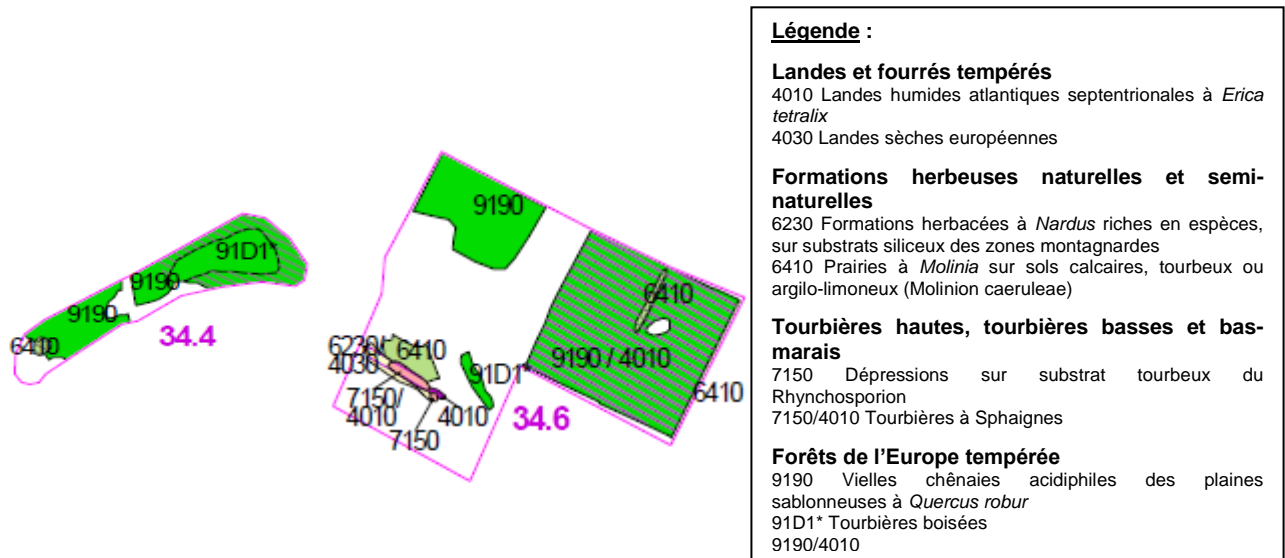 9190
91D1*
9190
9190
6410
34.4
9190
6410
9190 / 4010
6410
6230/
4030
6410
91D1*
7150/
4010
4010
7150
34.6
Légende :
Landes et fourrés tempérés
4010 Landes humides atlantiques septentrionales à Erica
tetralix
4030 Landes sèches européennes
Formations herbeuses naturelles et semi-
naturelles
6230 Formations herbacées à Nardus riches en espèces,
sur substrats siliceux des zones montagnardes
6410 Prairies à Molinia sur sols calcaires, tourbeux ou
argilo-limoneux (Molinion caeruleae)
Tourbières hautes, tourbières basses et bas-
marais
7150 Dépressions sur substrat tourbeux du
Rhynchosporion
7150/4010 Tourbières à Sphaignes
Forêts de l'Europe tempérée
9190 Vielles chênaies acidiphiles des plaines
sablonneuses à Quercus robur
91D1* Tourbières boisées
9190/4010